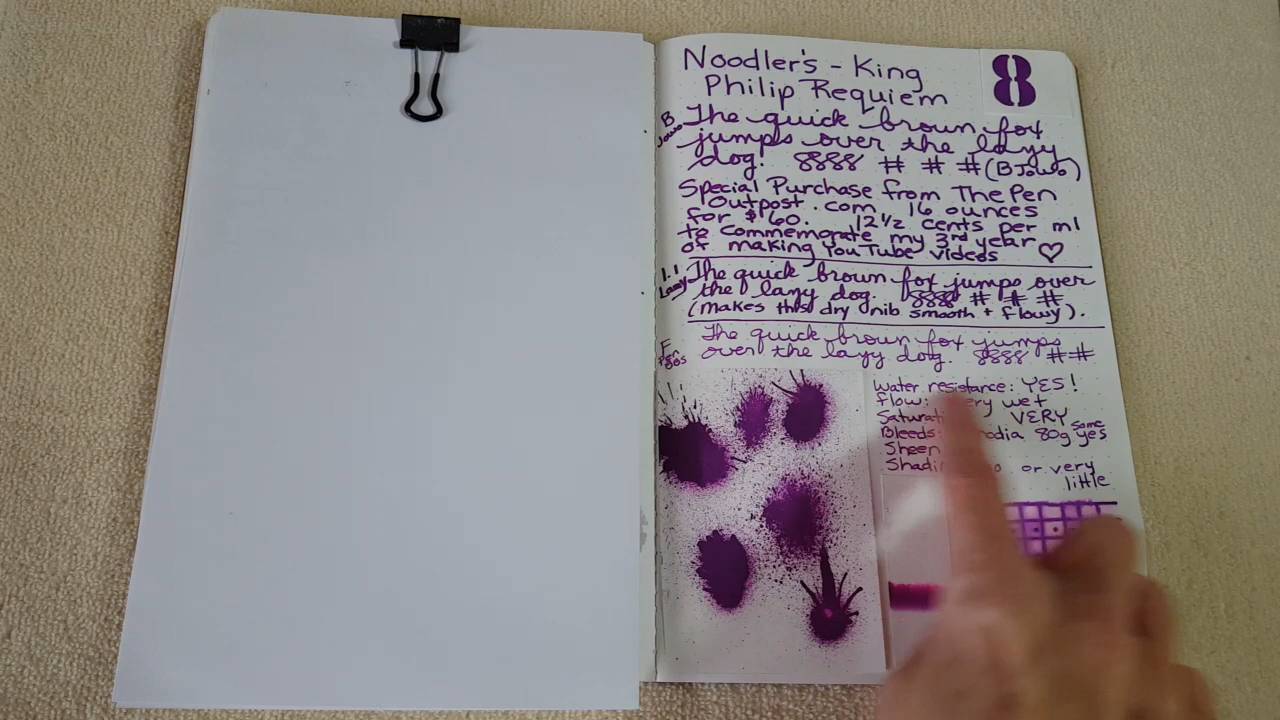 Noodler's - King
Philip Requiem
8
B
Jowo
The quick brown fox
jumps over the lazy
dog. 8888 # # # (B Jowo)
Special Purchase from The Pen
Outpost.com 16 ounces
for $60. 12 1/2 cents per ml
to commemorate my 3rd year
of making YouTube videos ♡
1.1
Lamy
The quick brown fox jumps over
the lazy dog. 8888 # # #
(makes this dry nib smooth + flowy).
F
The quick brown fox jumps
over the lazy dog. 8888 ##
Water resistance: YES!
Flow: very wet
VERY
Bleeds: 80g yes
some
Sheen
or very
little